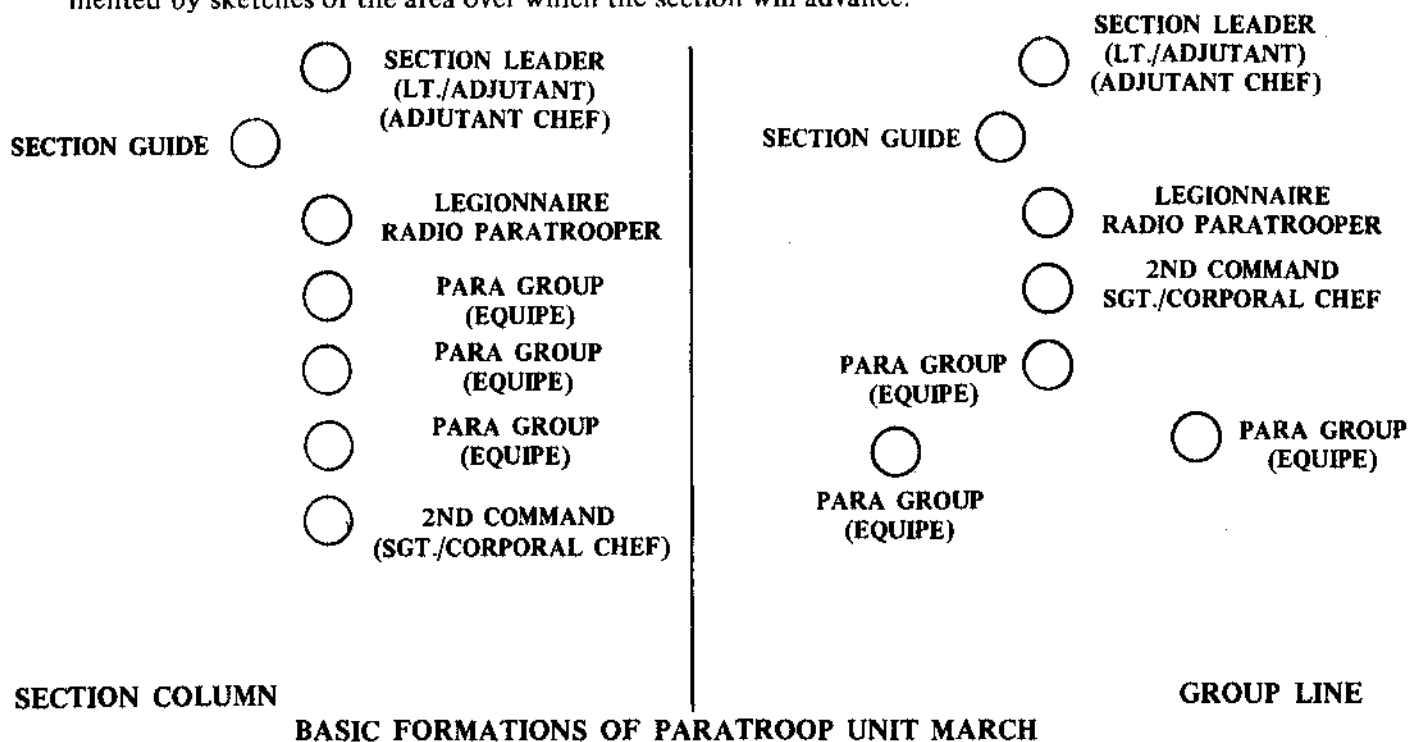 mented by sketches of the area over which the section will advance.
SECTION LEADER
(LT./ADJUTANT)
(ADJUTANT CHEF)
SECTION GUIDE
LEGIONNAIRE
RADIO PARATROOPER
PARA GROUP
(EQUIPE)
PARA GROUP
(EQUIPE)
PARA GROUP
(EQUIPE)
2ND COMMAND
(SGT./CORPORAL CHEF)
SECTION COLUMN
SECTION LEADER
(LT./ADJUTANT)
(ADJUTANT CHEF)
SECTION GUIDE
LEGIONNAIRE
RADIO PARATROOPER
2ND COMMAND
SGT./CORPORAL CHEF
PARA GROUP
(EQUIPE)
PARA GROUP
(EQUIPE)
PARA GROUP
(EQUIPE)
GROUP LINE
BASIC FORMATIONS OF PARATROOP UNIT MARCH